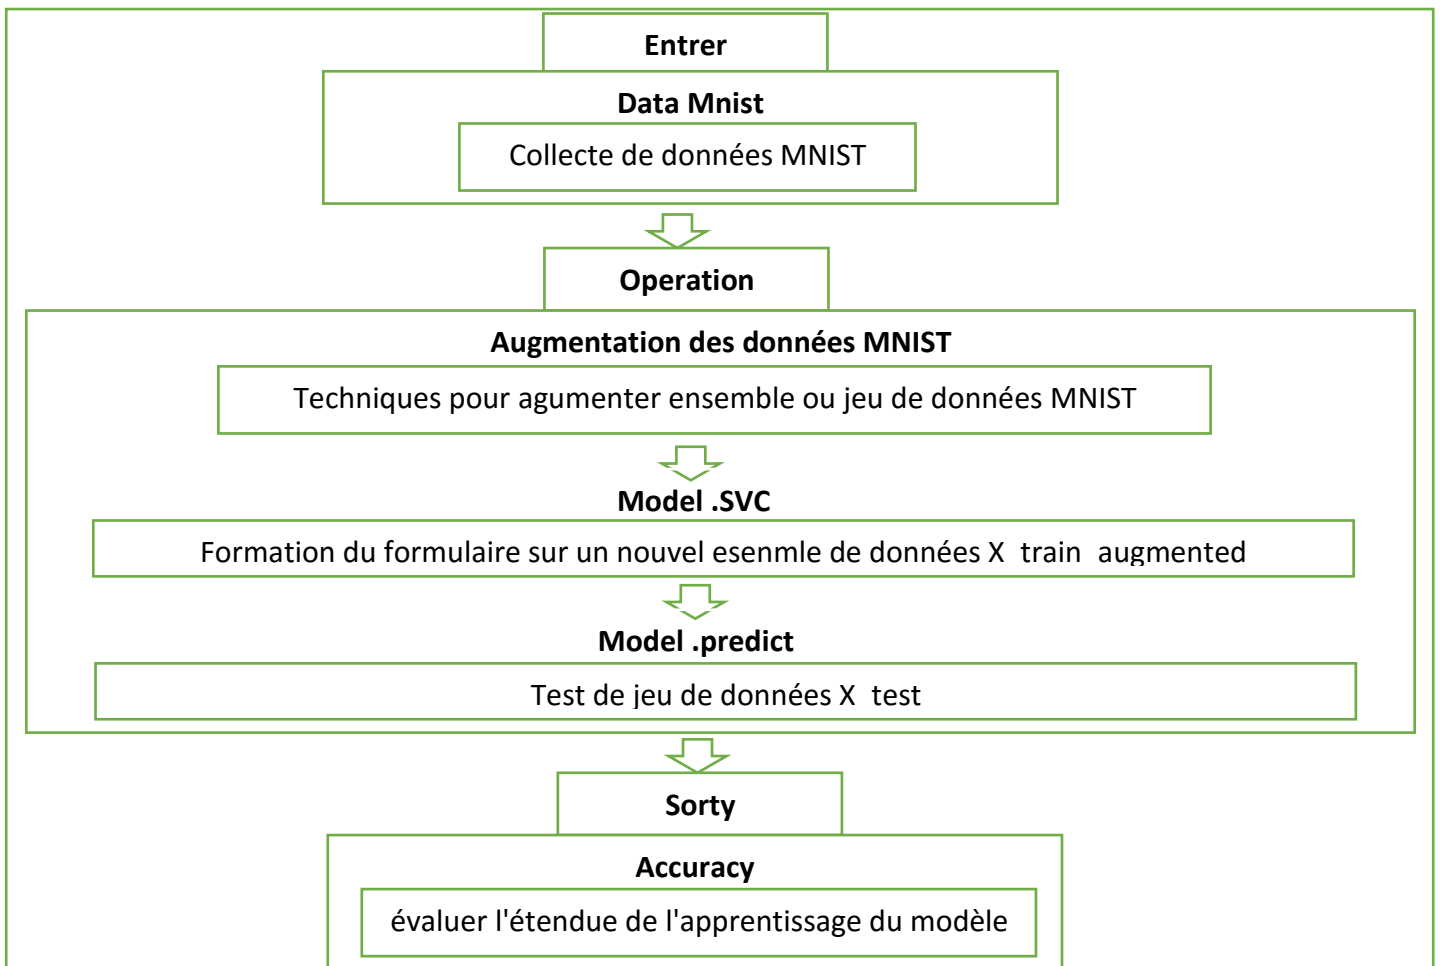 Entrer
Data Mnist
Collecte de données MNIST
Operation
Augmentation des données MNIST
Techniques pour agumenter ensemble ou jeu de données MNIST
Model .SVC
Formation du formulaire sur un nouvel esenmle de données X train augmented
Model .predict
Test de jeu de données X test
Sorty
Accuracy
évaluer l'étendue de l'apprentissage du modèle